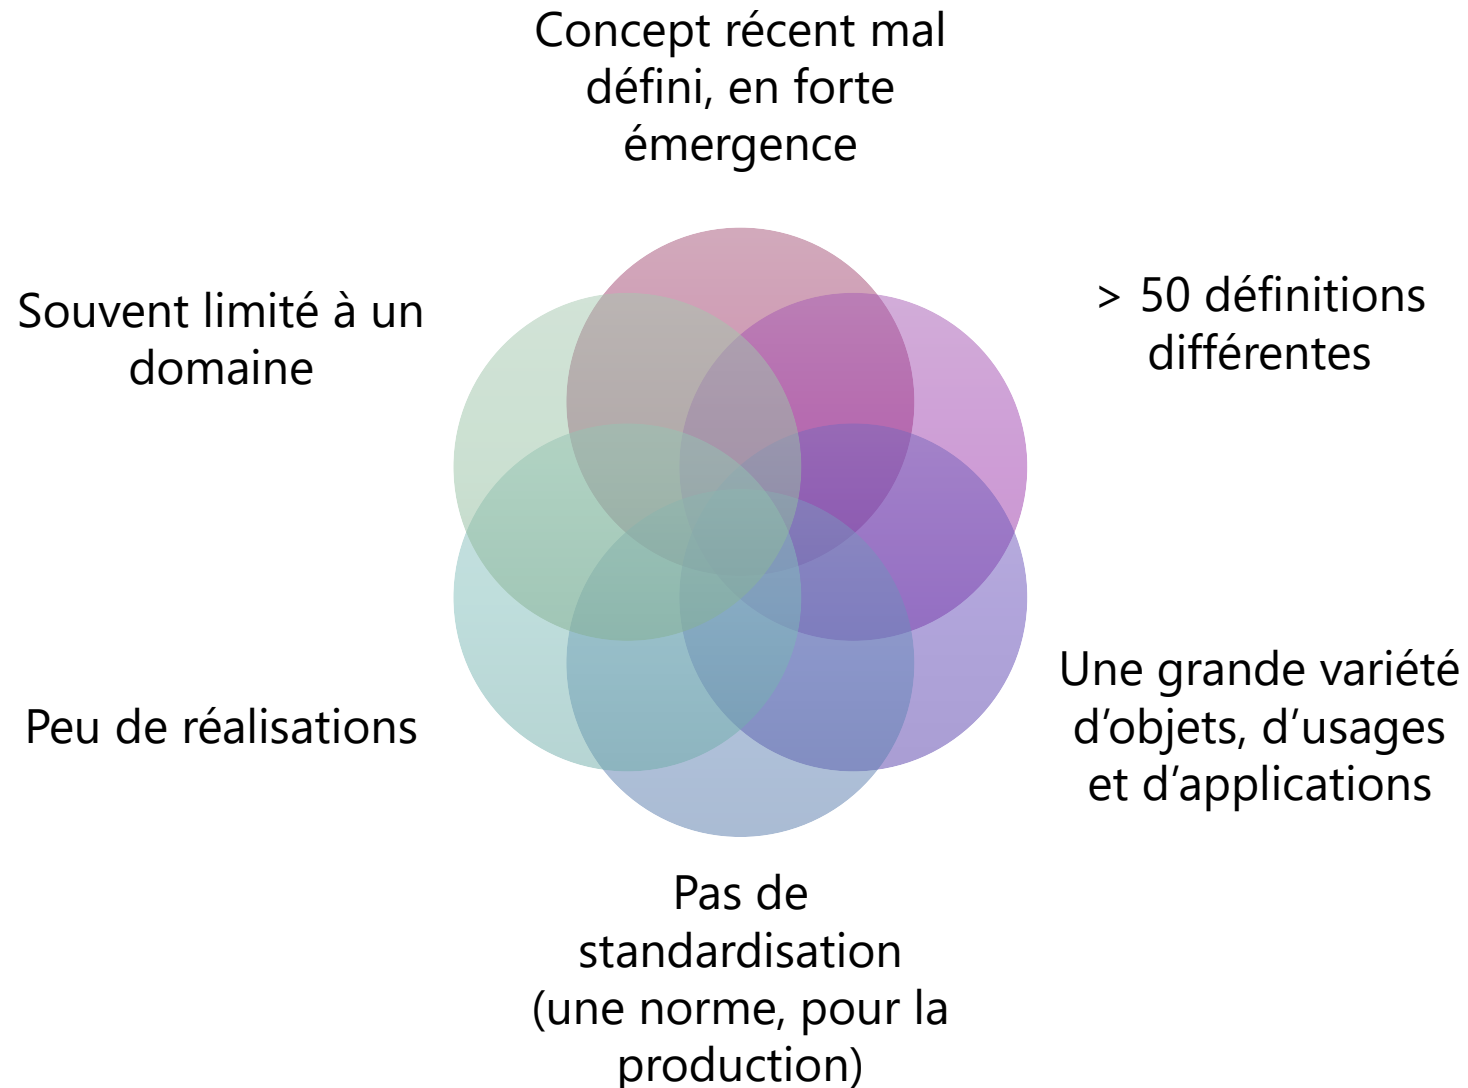 Concept récent mal
défini, en forte
émergence
> 50 définitions
différentes
Une grande variété
d’objets, d’usages
et d’applications
Pas de
standardisation
(une norme, pour la
production)
Peu de réalisations
Souvent limité à un
domaine